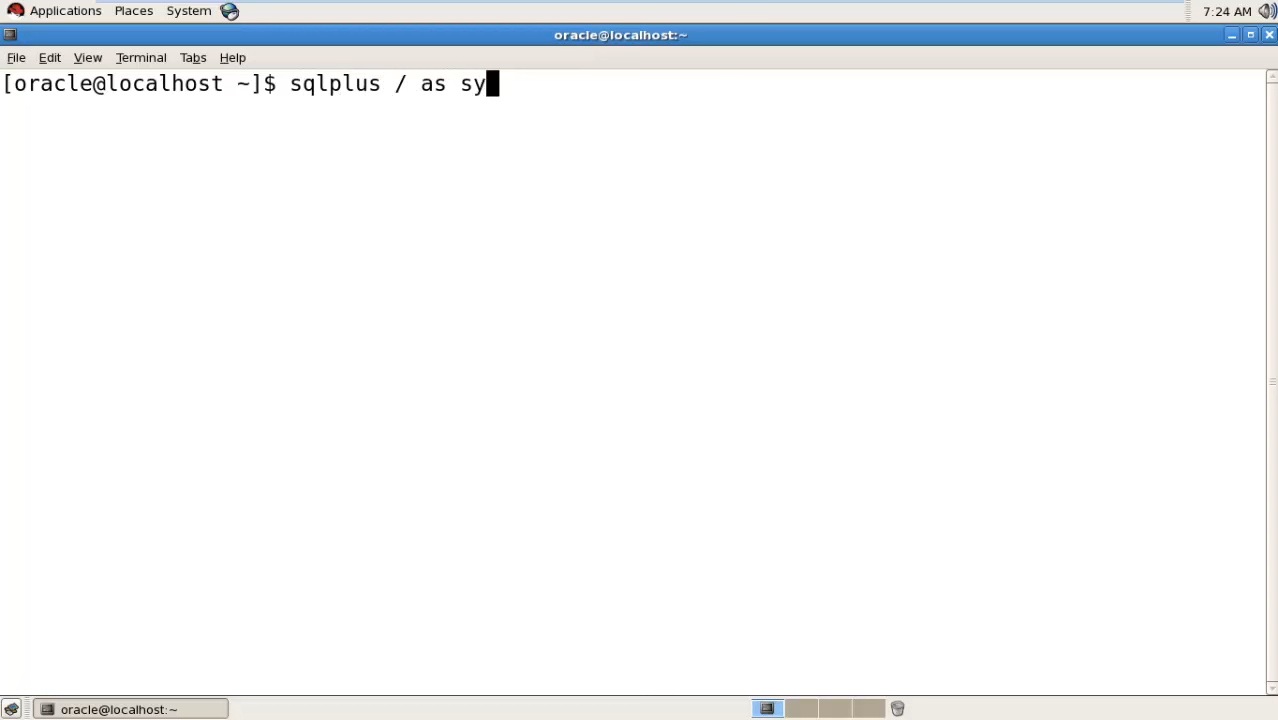 Applications Places System 7:24 AM
oracle@localhost:~
File Edit View Terminal Tabs Help
[oracle@localhost ~]$ sqlplus / as sy
oracle@localhost:~